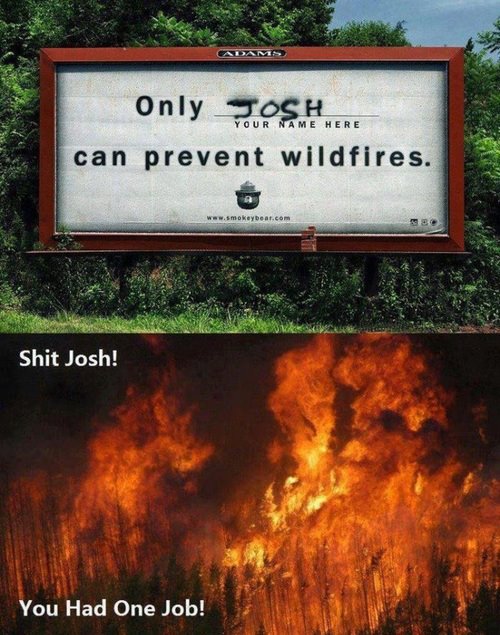 ADAMS
Only JOSH
YOUR NAME HERE
can prevent wildfires.
www.smokeybear.com
Shit Josh!
You Had One Job!